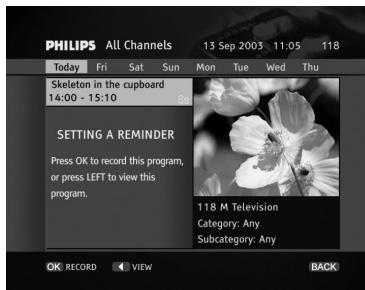 PHILIPS All Channels 13 Sep 2003 11:05 118
Today Fri Sat Sun Mon Tue Wed Thu
Skeleton in the cupboard
14:00 - 15:10
SETTING A REMINDER
Press OK to record this program,
or press LEFT to view this
program.
118 M Television
Category: Any
Subcategory: Any
OK RECORD VIEW BACK